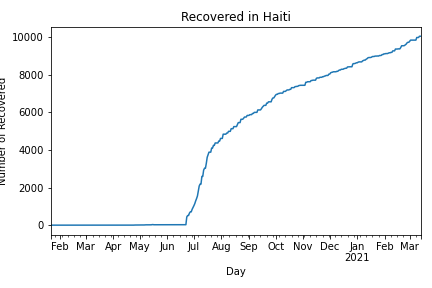 Recovered in Haiti
Number of Recovered
10000
8000
6000
4000
2000
0
Feb Mar Apr May Jun Jul Aug Sep Oct Nov Dec Jan Feb Mar
2021
Day